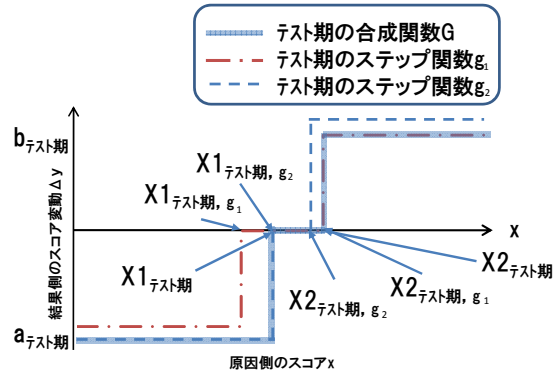 テスト期の合成関数G
テスト期のステップ関数g₁
テスト期のステップ関数g₂
bテスト期
結果側のスコア変動Δy
X1テスト期, g₂
X1テスト期, g₁
x
X1テスト期
X2テスト期, g₂
X2テスト期, g₁
X2テスト期
aテスト期
原因側のスコアx